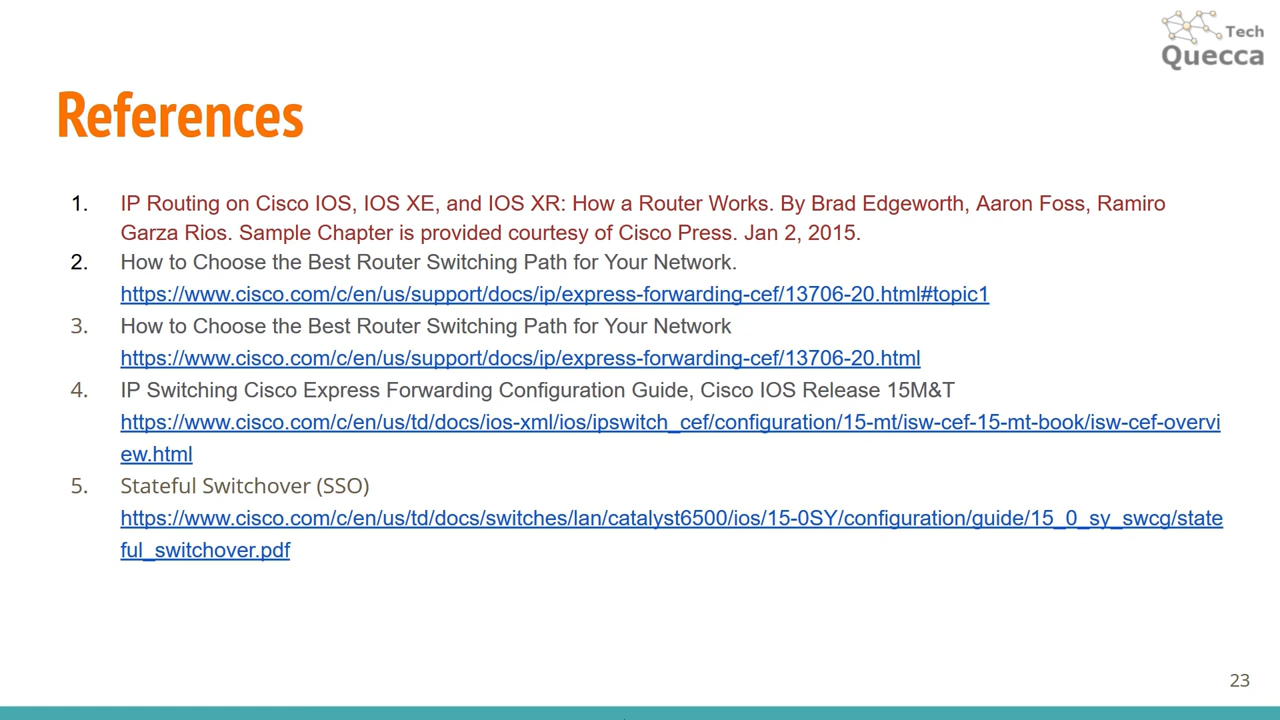 Tech
Quecca
References
1. IP Routing on Cisco IOS, IOS XE, and IOS XR: How a Router Works. By Brad Edgeworth, Aaron Foss, Ramiro
Garza Rios. Sample Chapter is provided courtesy of Cisco Press. Jan 2, 2015.
2. How to Choose the Best Router Switching Path for Your Network.
https://www.cisco.com/c/en/us/support/docs/ip/express-forwarding-cef/13706-20.html#topic1
3. How to Choose the Best Router Switching Path for Your Network
https://www.cisco.com/c/en/us/support/docs/ip/express-forwarding-cef/13706-20.html
4. IP Switching Cisco Express Forwarding Configuration Guide, Cisco IOS Release 15M&T
https://www.cisco.com/c/en/us/td/docs/ios-xml/ios/ipswitch_cef/configuration/15-mt/isw-cef-15-mt-book/isw-cef-overvi
ew.html
5. Stateful Switchover (SSO)
https://www.cisco.com/c/en/us/td/docs/switches/lan/catalyst6500/ios/15-0SY/configuration/guide/15_0_sy_swcg/state
ful_switchover.pdf
23